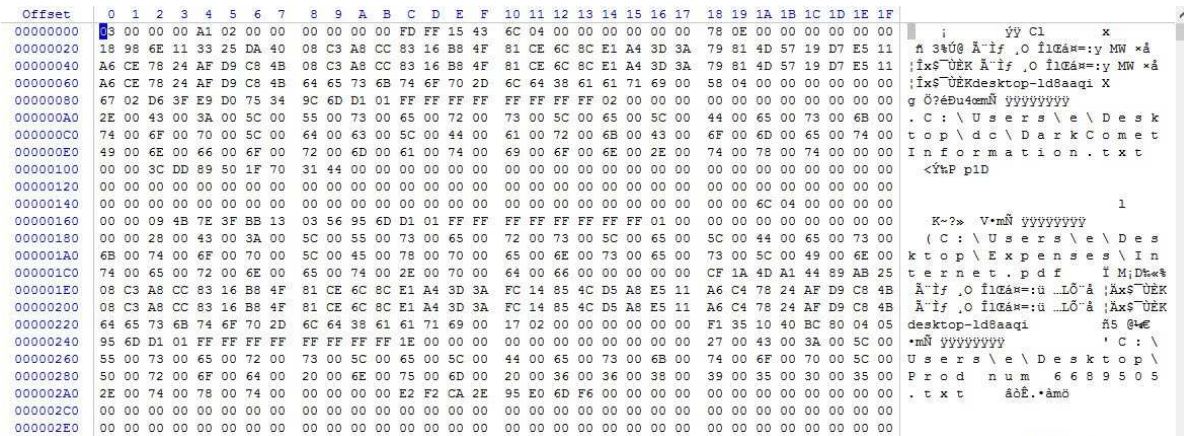 Offset 0 1 2 3 4 5 6 7 8 9 A B C D E F 10 11 12 13 14 15 16 17 18 19 1A 1B 1C 1D 1E 1F
00000000 03 00 00 00 A1 02 00 00 00 00 00 00 FD FF 15 43 6C 04 00 00 00 00 00 00 78 0E 00 00 00 00 00 00 ¡ ýÿ Cl x
00000020 18 98 6E 11 33 25 DA 40 08 C3 A8 CC 83 16 B8 4F 81 CE 6C 8C E1 A4 3D 3A 79 81 4D 57 19 D7 E5 11 n 3%Ú@ Ã¨Ìƒ ¸O ÎlŒá¤=:y MW ×å
00000040 A6 CE 78 24 AF D9 C8 4B 08 C3 A8 CC 83 16 B8 4F 81 CE 6C 8C E1 A4 3D 3A 79 81 4D 57 19 D7 E5 11 ¦Îx$¯ÙÈK Ã¨Ìƒ ¸O ÎlŒá¤=:y MW ×å
00000060 A6 CE 78 24 AF D9 C8 4B 64 65 73 6B 74 6F 70 2D 6C 64 38 61 61 71 69 00 58 04 00 00 00 00 00 00 ¦Îx$¯ÙÈKdesktop-ld8aaqi X
00000080 67 02 D6 3F E9 D0 75 34 9C 6D D1 01 FF FF FF FF FF FF FF FF 02 00 00 00 00 00 00 00 00 00 00 00 g Ö?éÐu4œmÑ ÿÿÿÿÿÿÿÿ
000000A0 2E 00 43 00 3A 00 5C 00 55 00 73 00 65 00 72 00 73 00 5C 00 65 00 5C 00 44 00 65 00 73 00 6B 00 . C : \ U s e r s \ e \ D e s k
000000C0 74 00 6F 00 70 00 5C 00 64 00 63 00 5C 00 44 00 61 00 72 00 6B 00 43 00 6F 00 6D 00 65 00 74 00 t o p \ d c \ D a r k C o m e t
000000E0 49 00 6E 00 66 00 6F 00 72 00 6D 00 61 00 74 00 69 00 6F 00 6E 00 2E 00 74 00 78 00 74 00 00 00 I n f o r m a t i o n . t x t
00000100 00 00 3C DD 89 50 1F 70 31 44 00 00 00 00 00 00 00 00 00 00 00 00 00 00 00 00 00 00 00 00 00 00 <Ý‰P p1D
00000120 00 00 00 00 00 00 00 00 00 00 00 00 00 00 00 00 00 00 00 00 00 00 00 00 00 00 00 00 00 00 00 00
00000140 00 00 00 00 00 00 00 00 00 00 00 00 00 00 00 00 00 00 00 00 00 00 00 00 00 00 6C 04 00 00 00 00 l
00000160 00 00 09 4B 7E 3F BB 13 03 56 95 6D D1 01 FF FF FF FF FF FF FF FF 01 00 00 00 00 00 00 00 00 00 K~?» V•mÑ ÿÿÿÿÿÿÿÿ
00000180 00 00 28 00 43 00 3A 00 5C 00 55 00 73 00 65 00 72 00 73 00 5C 00 65 00 5C 00 44 00 65 00 73 00 ( C : \ U s e r s \ e \ D e s
000001A0 6B 00 74 00 6F 00 70 00 5C 00 45 00 78 00 70 00 65 00 6E 00 73 00 65 00 73 00 5C 00 49 00 6E 00 k t o p \ E x p e n s e s \ I n
000001C0 74 00 65 00 72 00 6E 00 65 00 74 00 2E 00 70 00 64 00 66 00 00 00 00 00 CF 1A 4D A1 44 89 AB 25 t e r n e t . p d f Ï M¡D‰«%
000001E0 08 C3 A8 CC 83 16 B8 4F 81 CE 6C 8C E1 A4 3D 3A FC 14 85 4C D5 A8 E5 11 A6 C4 78 24 AF D9 C8 4B Ã¨Ìƒ ¸O ÎlŒá¤=:ü …LÕ¨å ¦Äx$¯ÙÈK
00000200 08 C3 A8 CC 83 16 B8 4F 81 CE 6C 8C E1 A4 3D 3A FC 14 85 4C D5 A8 E5 11 A6 C4 78 24 AF D9 C8 4B Ã¨Ìƒ ¸O ÎlŒá¤=:ü …LÕ¨å ¦Äx$¯ÙÈK
00000220 64 65 73 6B 74 6F 70 2D 6C 64 38 61 61 71 69 00 17 02 00 00 00 00 00 00 F1 35 10 40 BC 80 04 05 desktop-ld8aaqi ñ5 @¼€
00000240 95 6D D1 01 FF FF FF FF FF FF FF FF 1E 00 00 00 00 00 00 00 00 00 00 00 27 00 43 00 3A 00 5C 00 •mÑ ÿÿÿÿÿÿÿÿ ' C : \
00000260 55 00 73 00 65 00 72 00 73 00 5C 00 65 00 5C 00 44 00 65 00 73 00 6B 00 74 00 6F 00 70 00 5C 00 U s e r s \ e \ D e s k t o p \
00000280 50 00 72 00 6F 00 64 00 20 00 6E 00 75 00 6D 00 20 00 36 00 36 00 38 00 39 00 35 00 30 00 35 00 P r o d n u m 6 6 8 9 5 0 5
000002A0 2E 00 74 00 78 00 74 00 00 00 00 00 E2 F2 CA 2E 95 E0 6D F6 00 00 00 00 00 00 00 00 00 00 00 00 . t x t âòÊ.•àmö
000002C0 00 00 00 00 00 00 00 00 00 00 00 00 00 00 00 00 00 00 00 00 00 00 00 00 00 00 00 00 00 00 00 00
000002E0 00 00 00 00 00 00 00 00 00 00 00 00 00 00 00 00 00 00 00 00 00 00 00 00 00 00 00 00 00 00 00 00